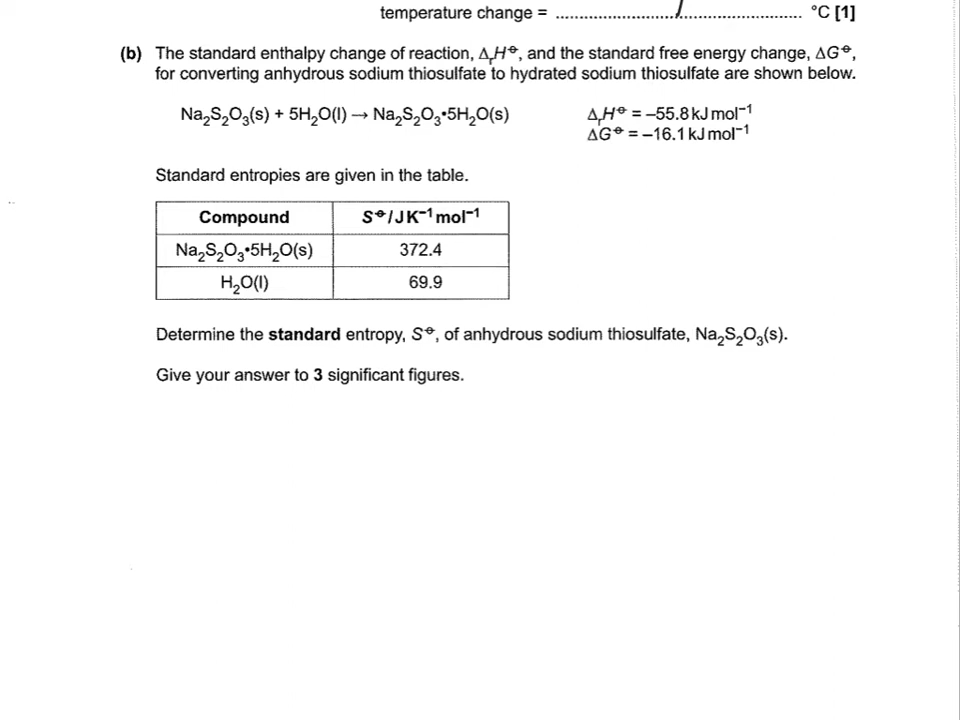 temperature change = ........................................................ °C [1]
(b) The standard enthalpy change of reaction, ΔᵣH⦵, and the standard free energy change, ΔG⦵,
for converting anhydrous sodium thiosulfate to hydrated sodium thiosulfate are shown below.
Na₂S₂O₃(s) + 5H₂O(l) → Na₂S₂O₃•5H₂O(s) ΔᵣH⦵ = –55.8 kJ mol⁻¹
ΔG⦵ = –16.1 kJ mol⁻¹
Standard entropies are given in the table.
Compound S⦵/J K⁻¹ mol⁻¹
Na₂S₂O₃•5H₂O(s) 372.4
H₂O(l) 69.9
Determine the standard entropy, S⦵, of anhydrous sodium thiosulfate, Na₂S₂O₃(s).
Give your answer to 3 significant figures.